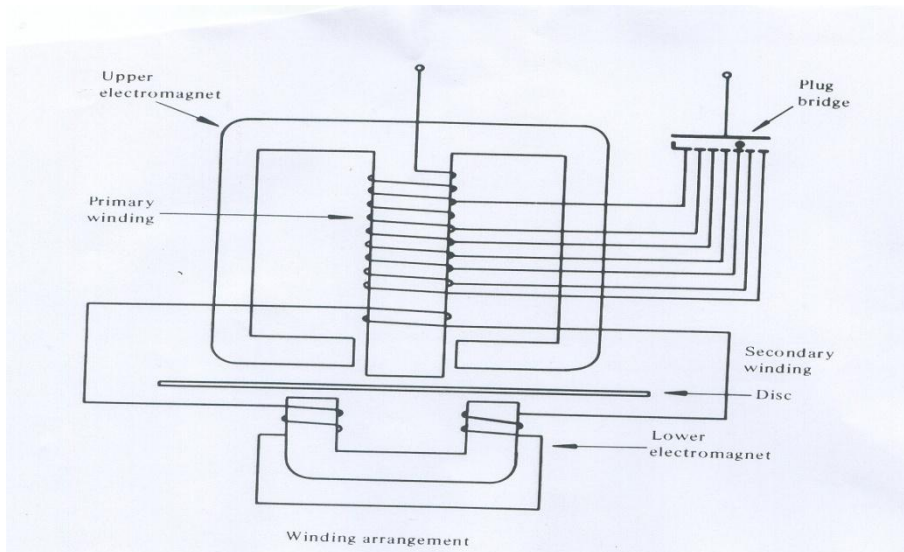 Upper
electromagnet
Plug
bridge
Primary
winding
Secondary
winding
Disc
Lower
electromagnet
Winding arrangement